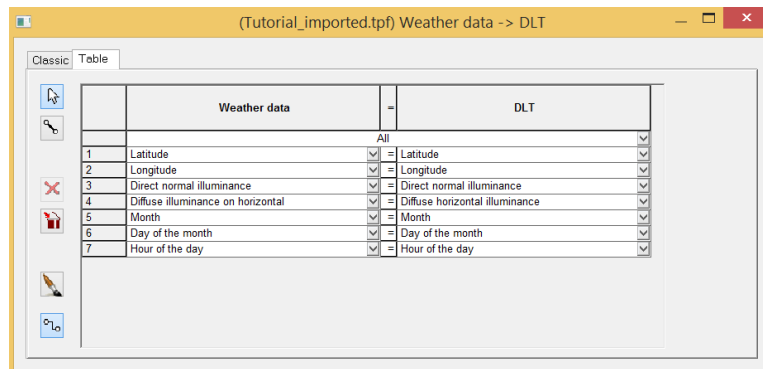 (Tutorial_imported.tpf) Weather data -> DLT
Classic Table
Weather data = DLT
All
1 Latitude = Latitude
2 Longitude = Longitude
3 Direct normal illuminance = Direct normal illuminance
4 Diffuse illuminance on horizontal = Diffuse horizontal illuminance
5 Month = Month
6 Day of the month = Day of the month
7 Hour of the day = Hour of the day